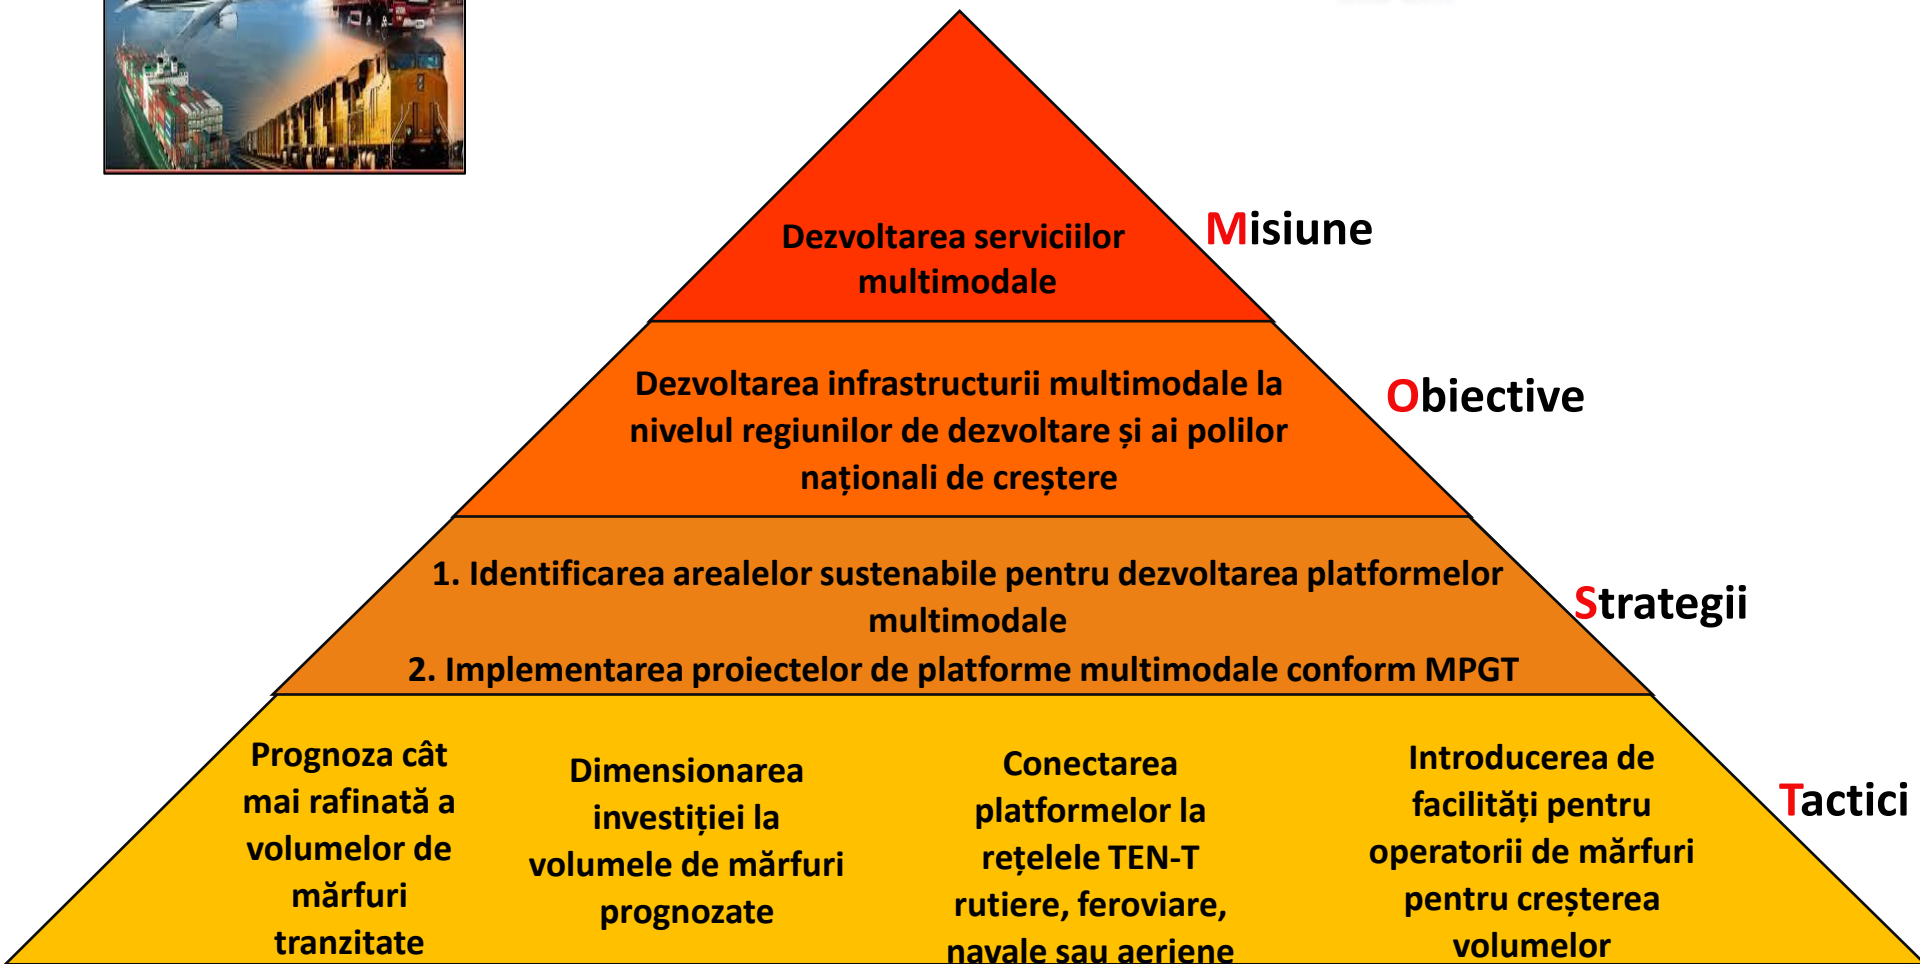 Dezvoltarea serviciilor
multimodale
Misiune
Dezvoltarea infrastructurii multimodale la
nivelul regiunilor de dezvoltare și ai polilor
naționali de creștere
Obiective
1. Identificarea arealelor sustenabile pentru dezvoltarea platformelor
multimodale
2. Implementarea proiectelor de platforme multimodale conform MPGT
Strategii
Prognoza cât
mai rafinată a
volumelor de
mărfuri
tranzitate
Dimensionarea
investiției la
volumele de mărfuri
prognozate
Conectarea
platformelor la
rețelele TEN-T
rutiere, feroviare,
navale sau aeriene
Introducerea de
facilități pentru
operatorii de mărfuri
pentru creșterea
volumelor
Tactici